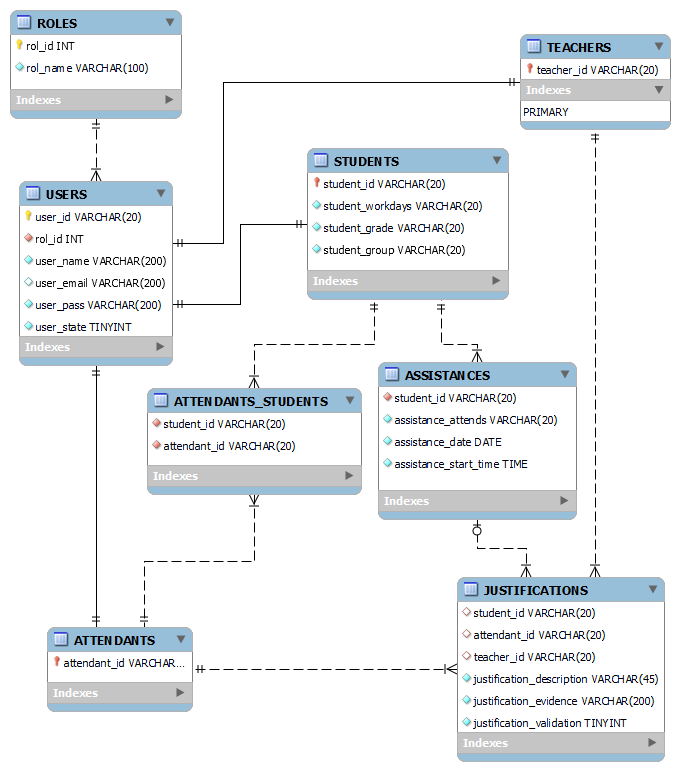 ROLES
rol_id INT
rol_name VARCHAR(100)
Indexes
TEACHERS
teacher_id VARCHAR(20)
Indexes
PRIMARY
STUDENTS
student_id VARCHAR(20)
student_workdays VARCHAR(20)
student_grade VARCHAR(20)
student_group VARCHAR(20)
Indexes
USERS
user_id VARCHAR(20)
rol_id INT
user_name VARCHAR(200)
user_email VARCHAR(200)
user_pass VARCHAR(200)
user_state TINYINT
Indexes
ATTENDANTS_STUDENTS
student_id VARCHAR(20)
attendant_id VARCHAR(20)
Indexes
ASSISTANCES
student_id VARCHAR(20)
assistance_attends VARCHAR(20)
assistance_date DATE
assistance_start_time TIME
Indexes
ATTENDANTS
attendant_id VARCHAR...
Indexes
JUSTIFICATIONS
student_id VARCHAR(20)
attendant_id VARCHAR(20)
teacher_id VARCHAR(20)
justification_description VARCHAR(45)
justification_evidence VARCHAR(200)
justification_validation TINYINT
Indexes